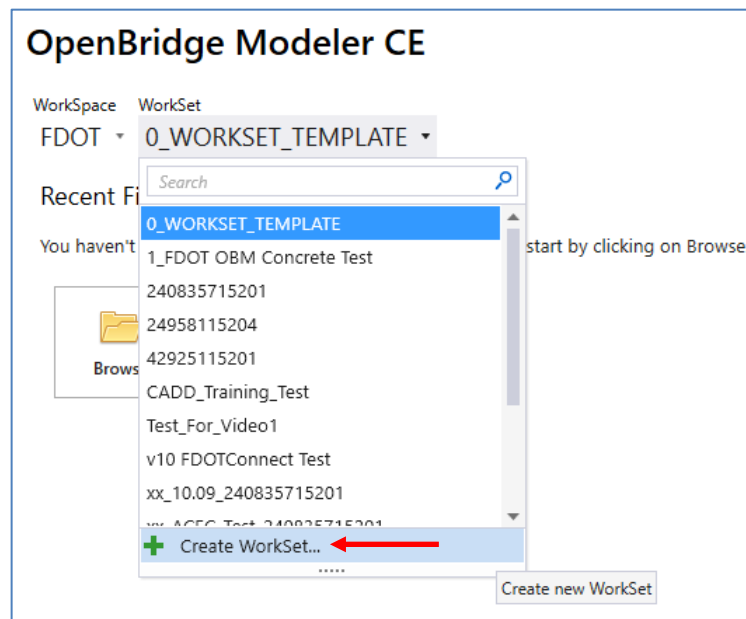 OpenBridge Modeler CE
WorkSpace WorkSet
FDOT 0_WORKSET_TEMPLATE
Search
Recent Fi
0_WORKSET_TEMPLATE
You haven't start by clicking on Browse
1_FDOT OBM Concrete Test
240835715201
24958115204
42925115201
Brows
CADD_Training_Test
Test_For_Video1
v10 FDOTConnect Test
xx_10.09_240835715201
xx_ACEC_Test_240835715201
Create WorkSet...
Create new WorkSet